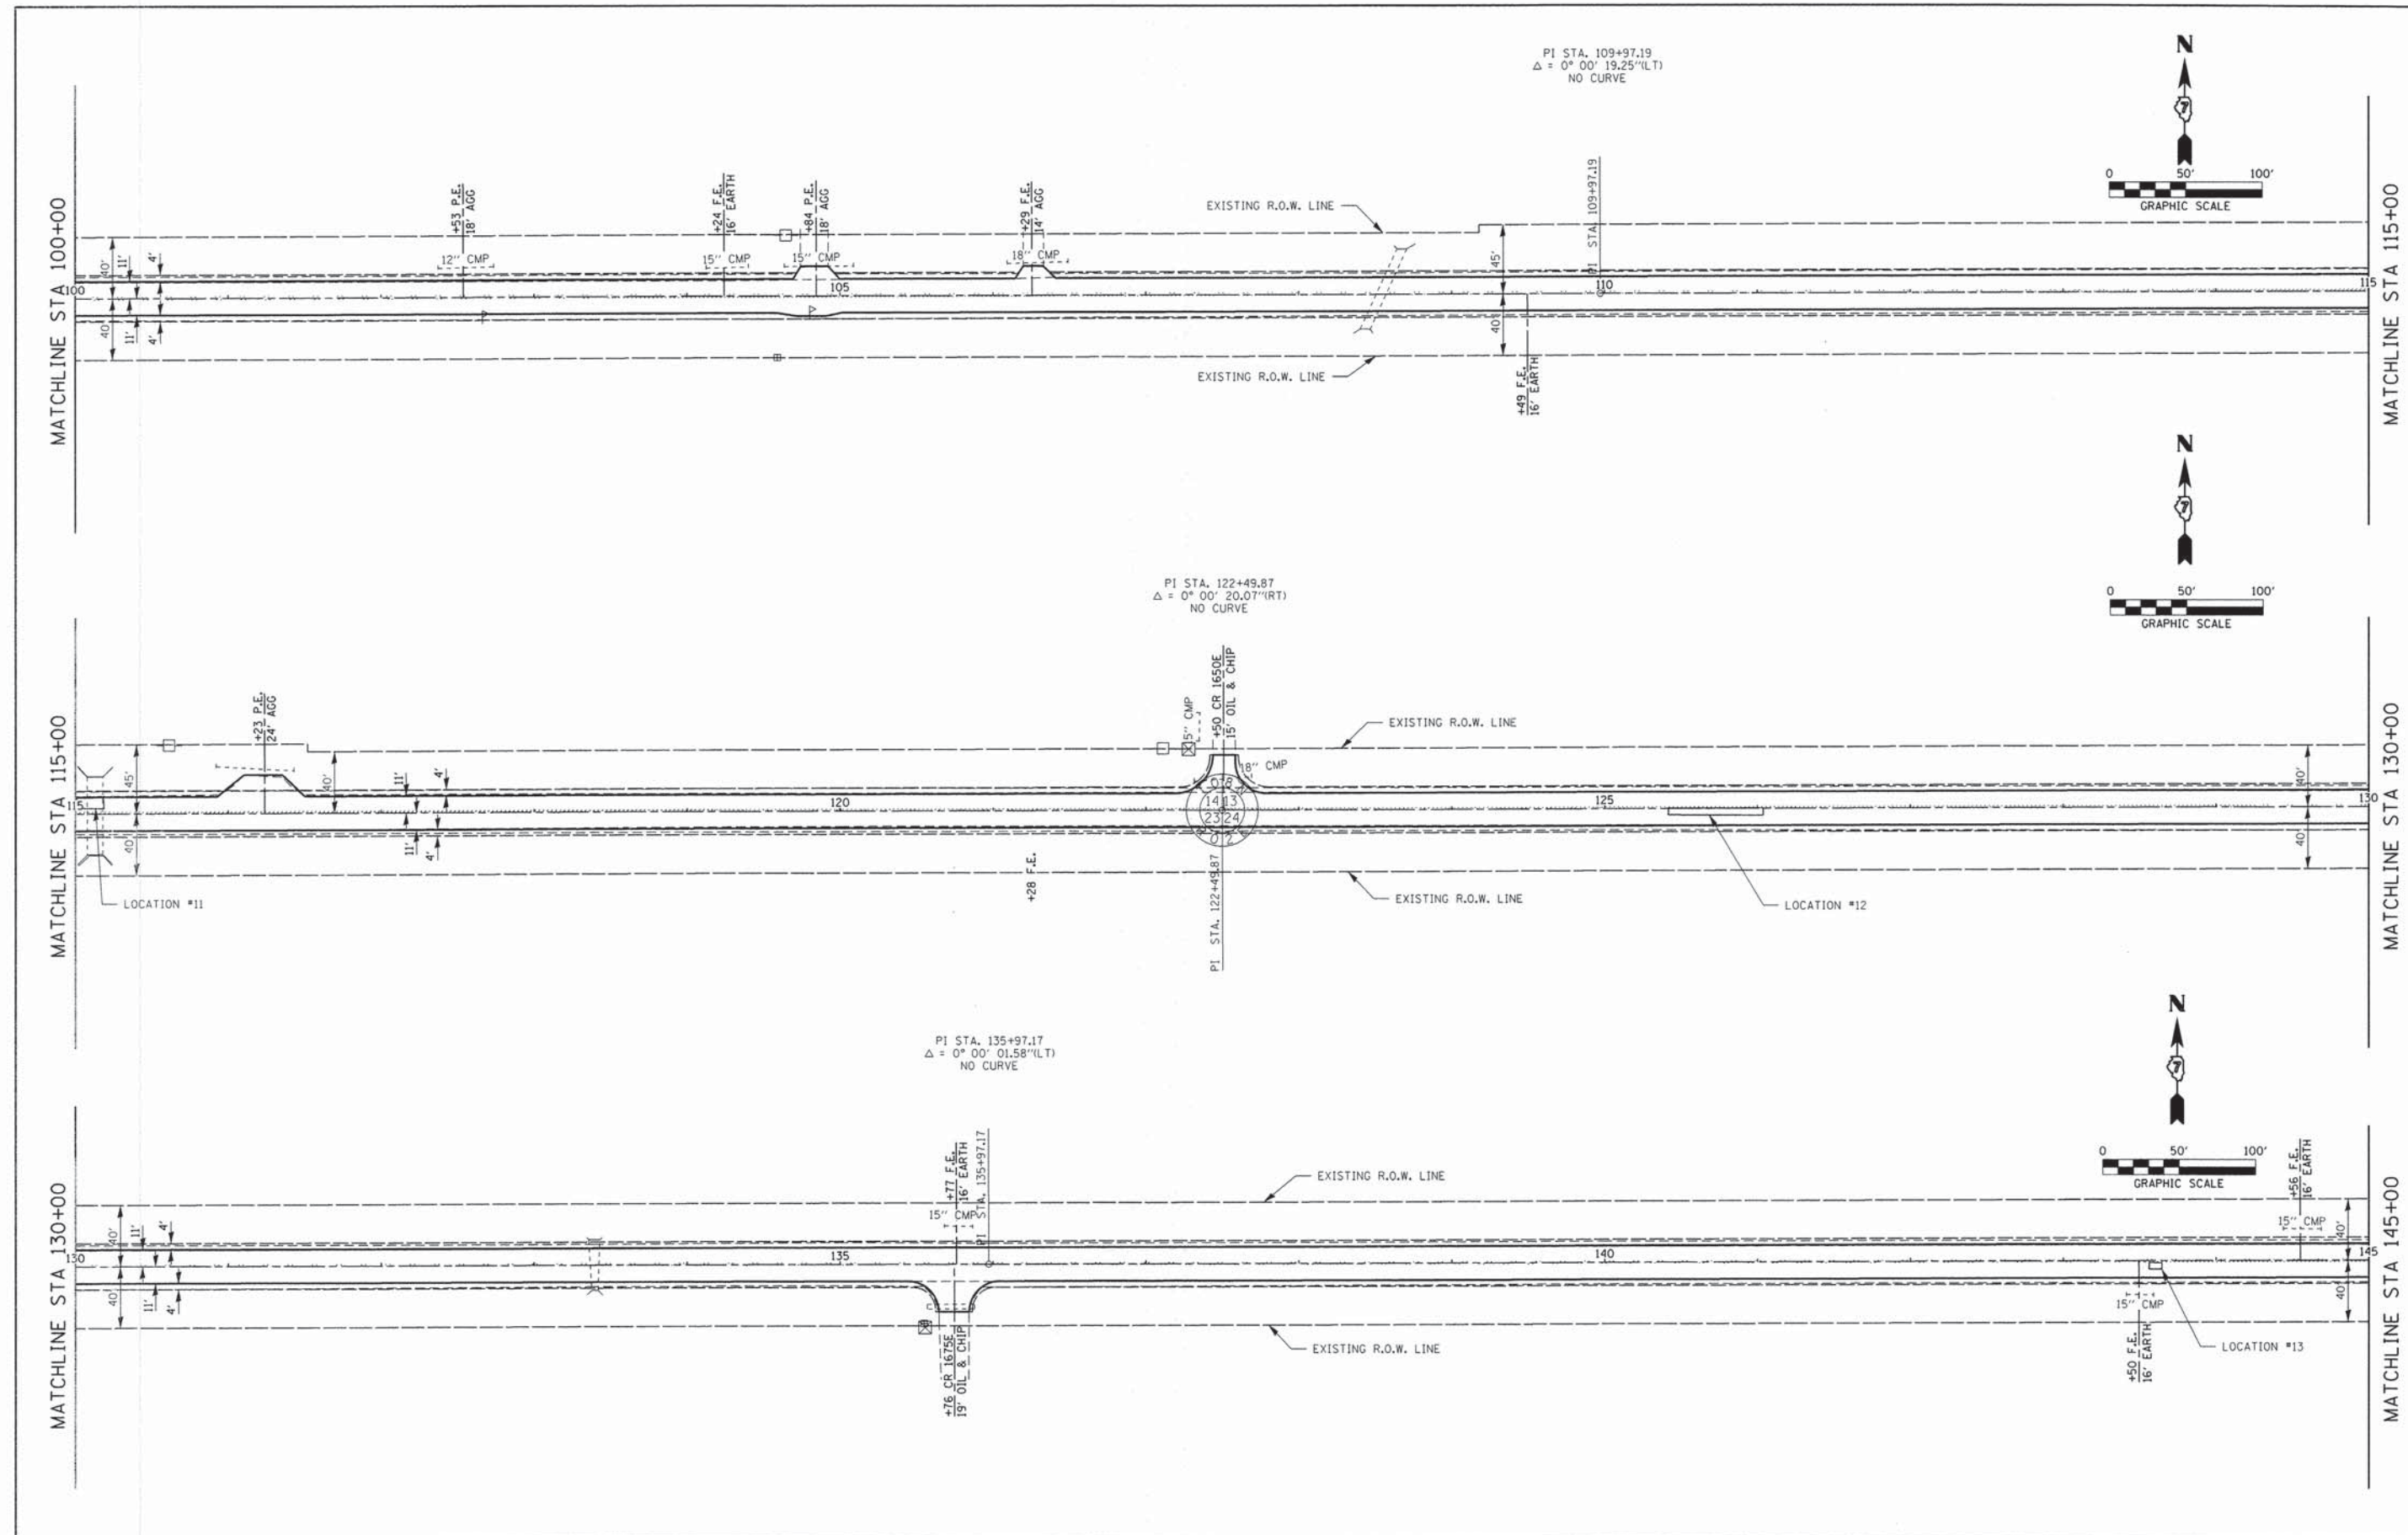 PI STA. 109+97.19
Δ = 0° 00' 19.25"(LT)
NO CURVE
N
7
0 50' 100'
GRAPHIC SCALE
MATCHLINE STA 100+00
MATCHLINE STA 115+00
+53 P.E.
18' AGG
12" CMP
+24 F.E.
16' EARTH
15" CMP
+84 P.E.
18' AGG
15" CMP
+29 F.E.
14' AGG
18" CMP
EXISTING R.O.W. LINE
PI STA. 109+97.19
40'
11'
4'
100
105
110
115
45'
40'
40'
11'
4'
EXISTING R.O.W. LINE
+49 F.E.
16' EARTH
N
7
0 50' 100'
GRAPHIC SCALE
PI STA. 122+49.87
Δ = 0° 00' 20.07"(RT)
NO CURVE
MATCHLINE STA 115+00
MATCHLINE STA 130+00
+23 P.E.
24' AGG
15" CMP
+50 CR 1650E
15' OIL & CHIP
18" CMP
EXISTING R.O.W. LINE
45'
40'
11'
4'
40'
115
120
125
130
14 13
23 24
40'
11'
4'
40'
LOCATION #11
+28 F.E.
PI STA. 122+49.87
EXISTING R.O.W. LINE
LOCATION #12
N
7
0 50' 100'
GRAPHIC SCALE
PI STA. 135+97.17
Δ = 0° 00' 01.58"(LT)
NO CURVE
MATCHLINE STA 130+00
MATCHLINE STA 145+00
+77 F.E.
16' EARTH
15" CMP
PI STA. 135+97.17
EXISTING R.O.W. LINE
+56 F.E.
16' EARTH
15" CMP
40'
11'
4'
40'
130
135
140
145
40'
11'
4'
40'
+76 CR 1675E
19' OIL & CHIP
EXISTING R.O.W. LINE
15" CMP
+50 F.E.
16' EARTH
LOCATION #13